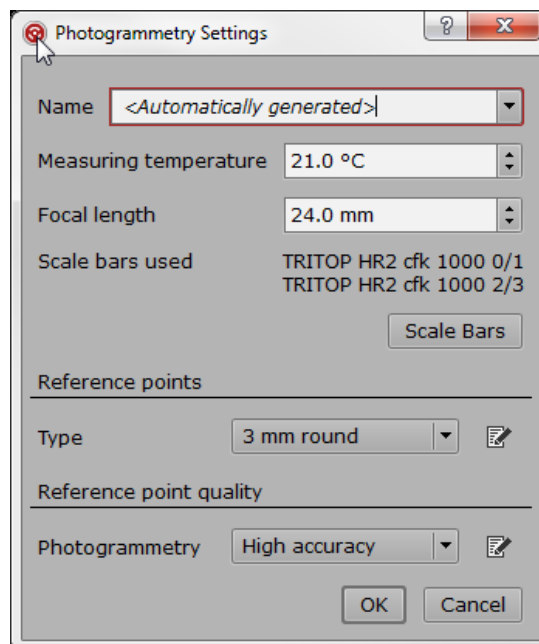 Photogrammetry Settings
Name <Automatically generated>
Measuring temperature 21.0 °C
Focal length 24.0 mm
Scale bars used TRITOP HR2 cfk 1000 0/1
TRITOP HR2 cfk 1000 2/3
Scale Bars
Reference points
Type 3 mm round
Reference point quality
Photogrammetry High accuracy
OK Cancel